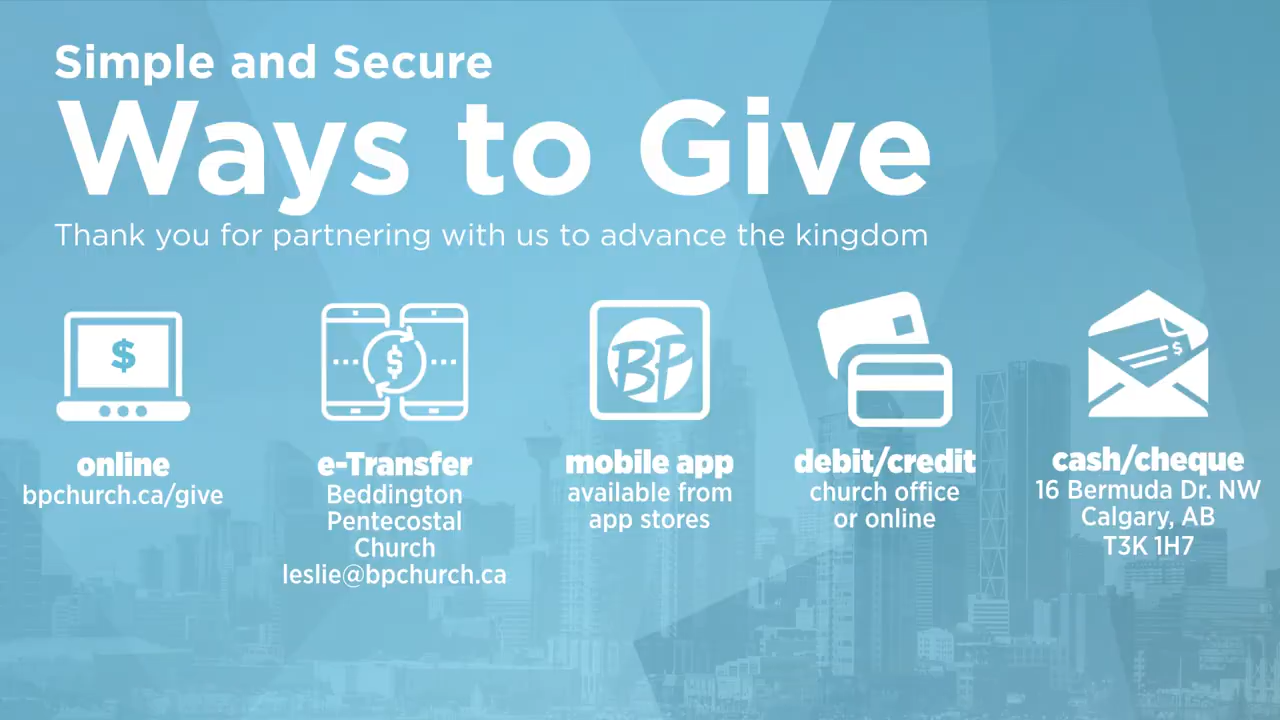 Simple and Secure
Ways to Give
Thank you for partnering with us to advance the kingdom
$
$
BP
$
online
bpchurch.ca/give
e-Transfer
Beddington
Pentecostal
Church
leslie@bpchurch.ca
mobile app
available from
app stores
debit/credit
church office
or online
cash/cheque
16 Bermuda Dr. NW
Calgary, AB
T3K 1H7